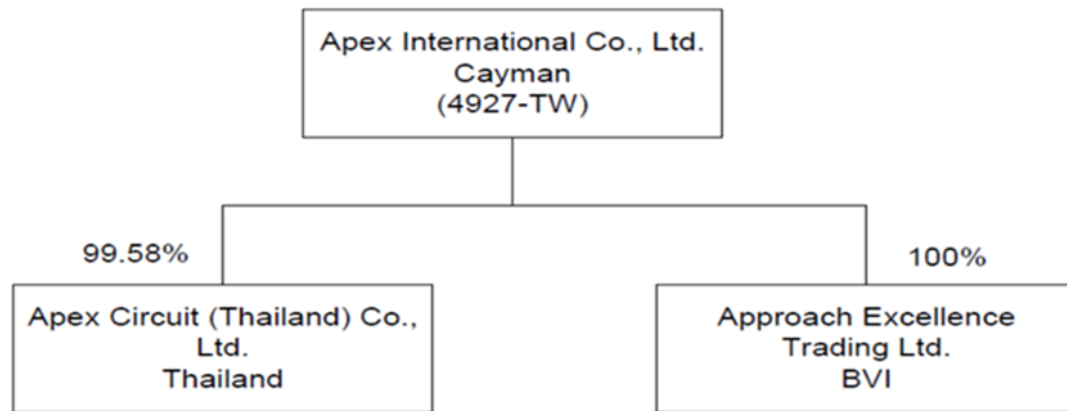 Apex International Co., Ltd.
Cayman
(4927-TW)
99.58%
100%
Apex Circuit (Thailand) Co.,
Ltd.
Thailand
Approach Excellence
Trading Ltd.
BVI